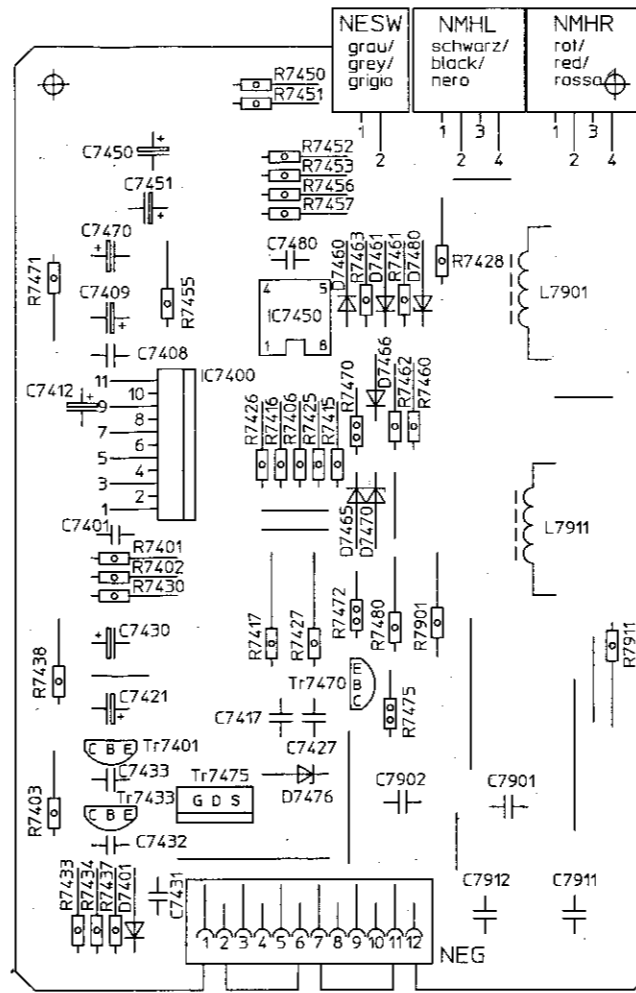 NESW
grau/
grey/
grigio
NMHL
schwarz/
black/
nero
NMHR
rot/
red/
rossa
1
2
1
2
3
4
1
2
3
4
R7450
R7451
C7450
C7451
R7452
R7453
R7456
R7457
C7470
C7480
D7460
R7463
D7461
R7461
D7480
R7428
R7471
C7409
R7455
4
5
IC7450
1
8
L7901
C7408
IC7400
C7412
11
10
9
8
7
6
5
4
3
2
1
R7426
R7416
R7406
R7425
R7415
R7470
D7466
R7462
R7460
C7401
R7401
R7402
R7430
D7465
D7470
L7911
C7430
R7438
R7417
R7427
R7472
R7480
R7901
R7911
C7421
Tr7470
E
B
C
R7475
C7417
C7427
Tr7401
C B E
C7433
Tr7475
G D S
D7476
C7902
C7901
R7403
Tr7433
C B E
C7432
R7433
R7434
R7437
D7401
C7431
C7912
C7911
1 2 3 4 5 6 7 8 9 10 11 12
NEG